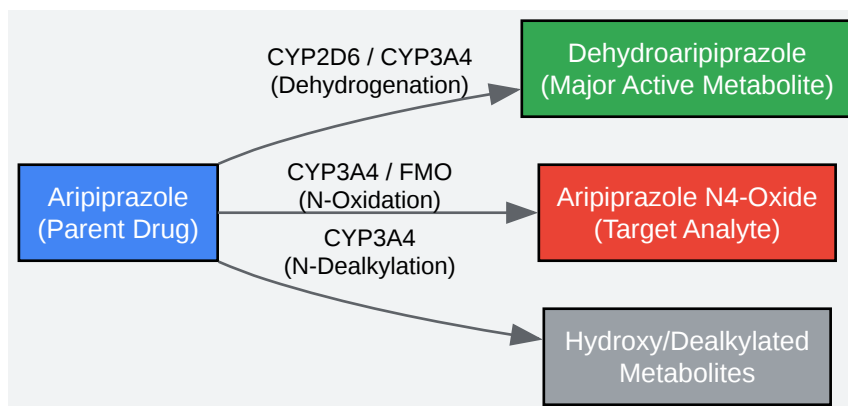 CYP2D6 / CYP3A4
(Dehydrogenation)
Dehydroaripiprazole
(Major Active Metabolite)
Aripiprazole
(Parent Drug)
CYP3A4 / FMO
(N-Oxidation)
Aripiprazole N4-Oxide
(Target Analyte)
CYP3A4
(N-Dealkylation)
Hydroxy/Dealkylated
Metabolites